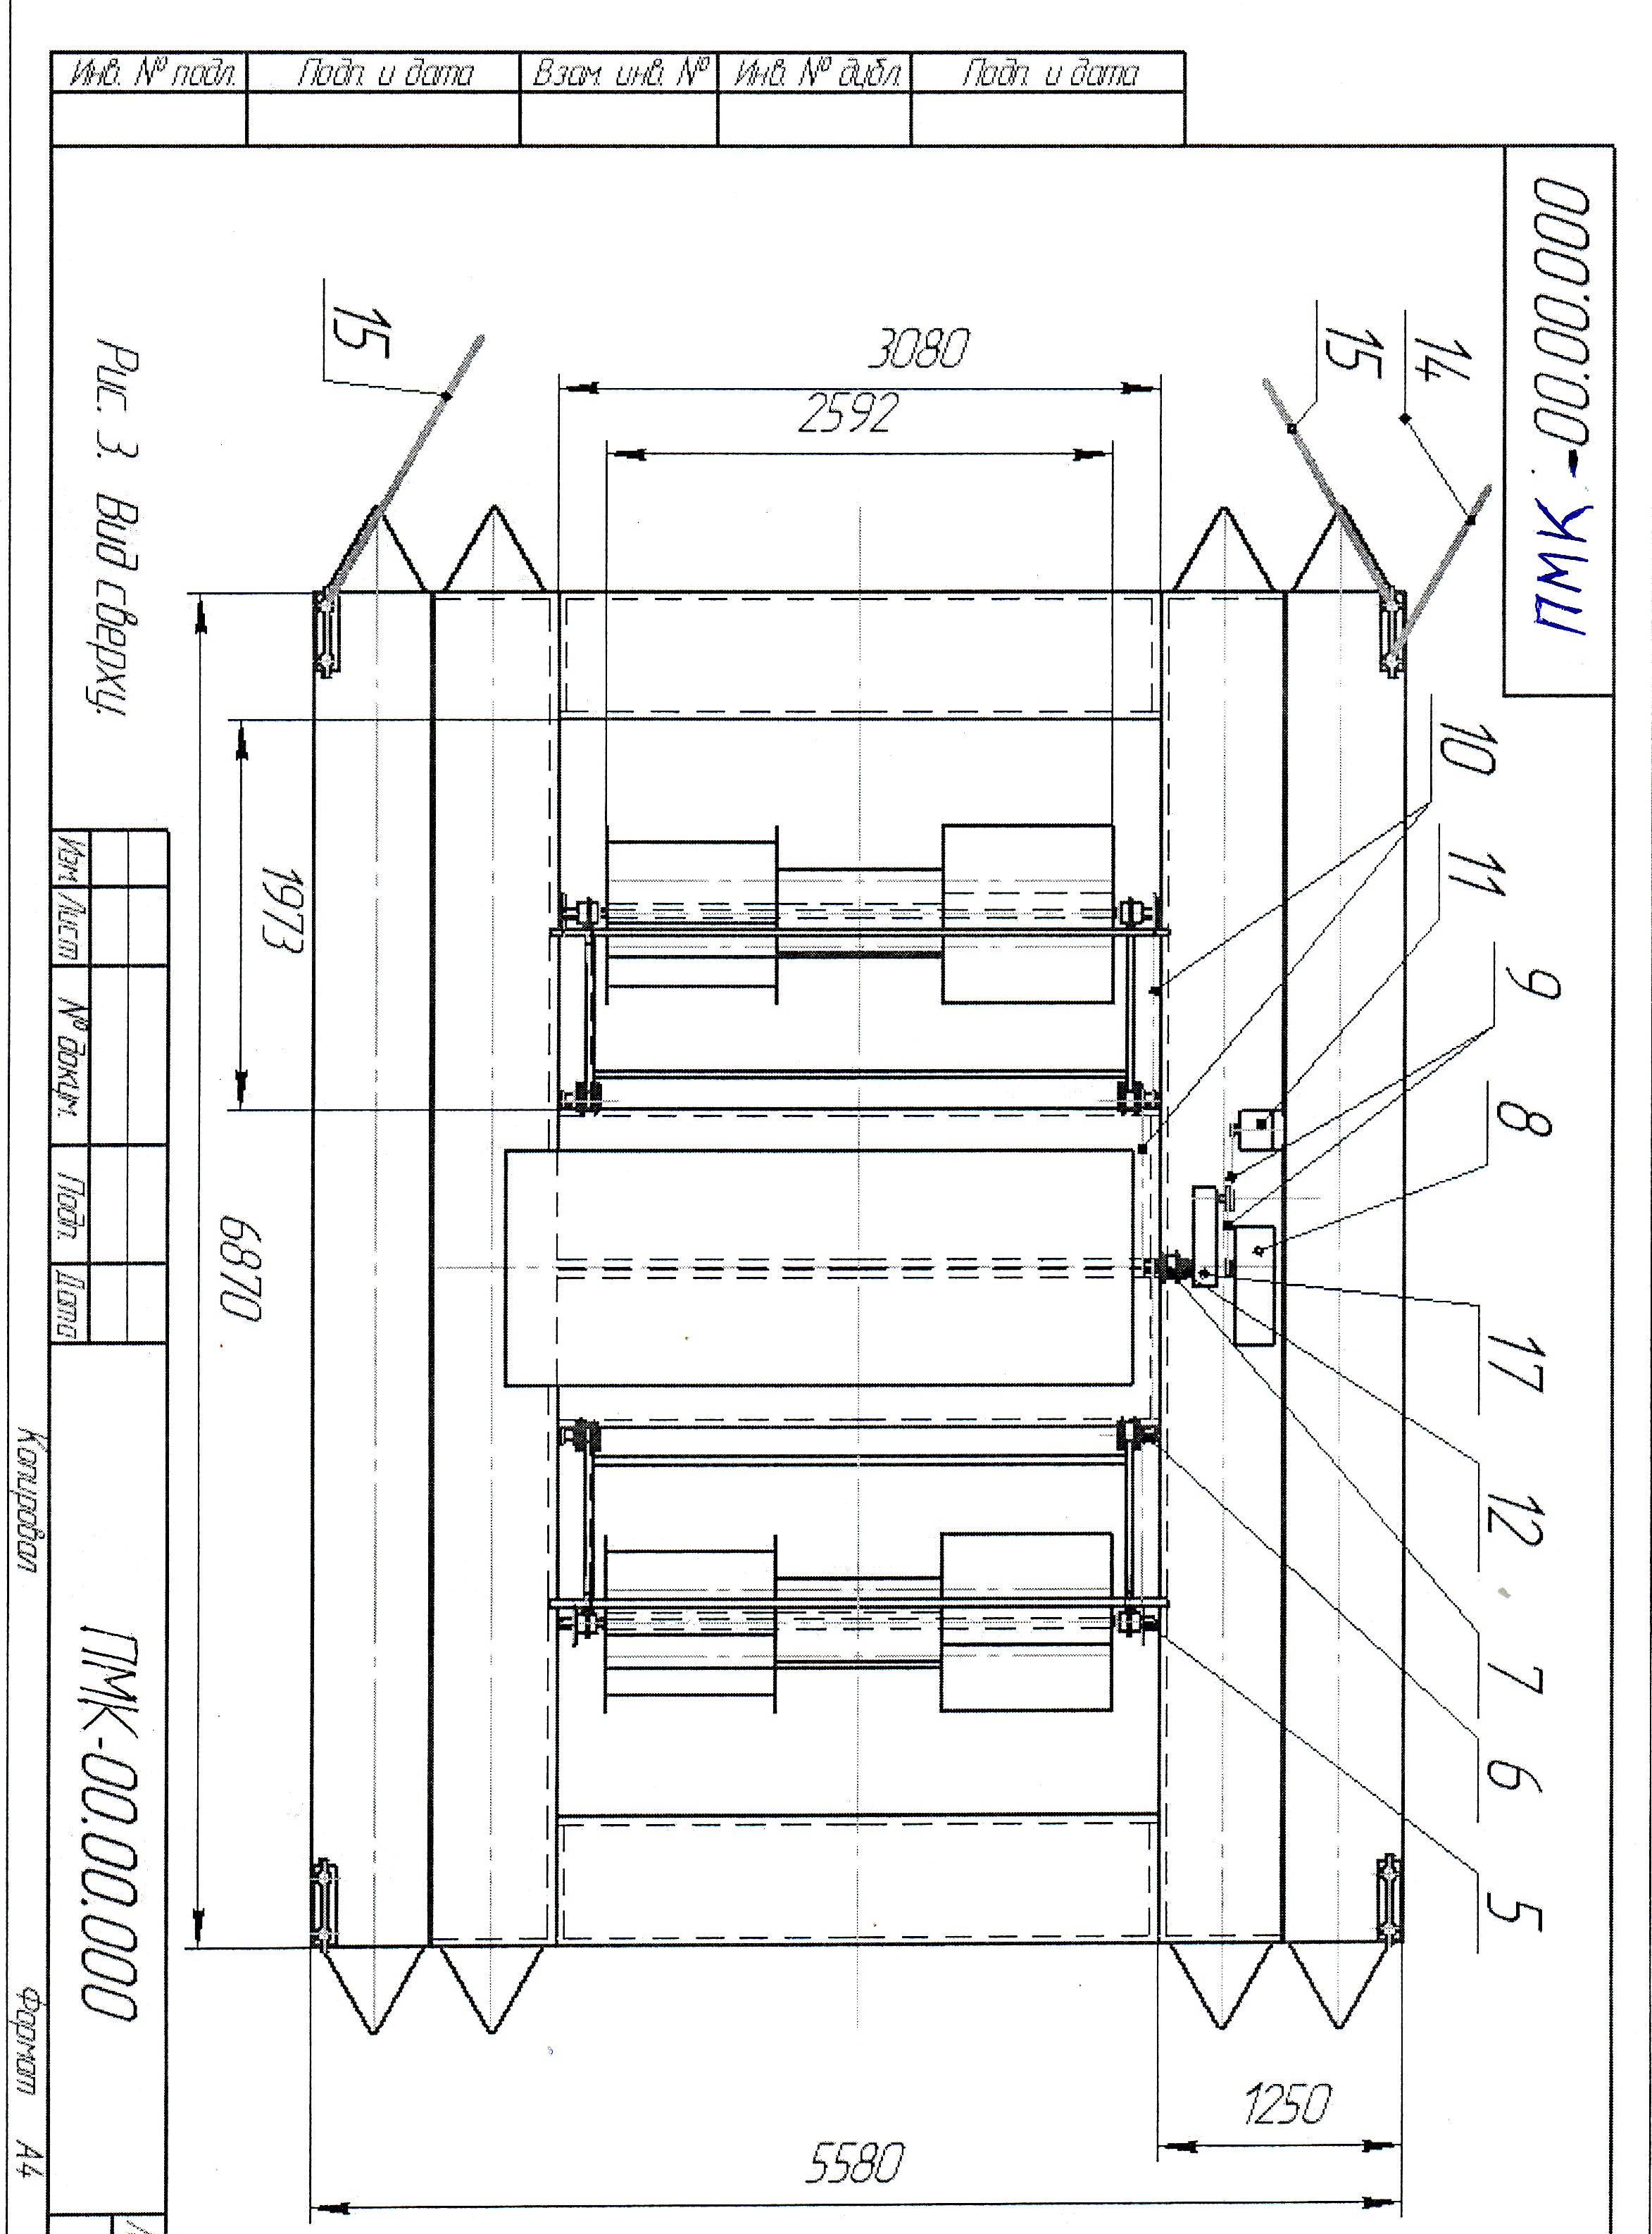 Инв. № подл.
Подп. и дата
Взам. инв. №
Инв. № дубл.
Подп. и дата
000.00.00-ПМК
14
15
15
10
11
9
8
17
12
7
6
5
3080
2592
1973
6870
1250
5580
Рис. 3. Вид сверху.
Изм
Лист
№ докум.
Подп.
Дата
ПМК-00.00.000
Копировал
Формат А4